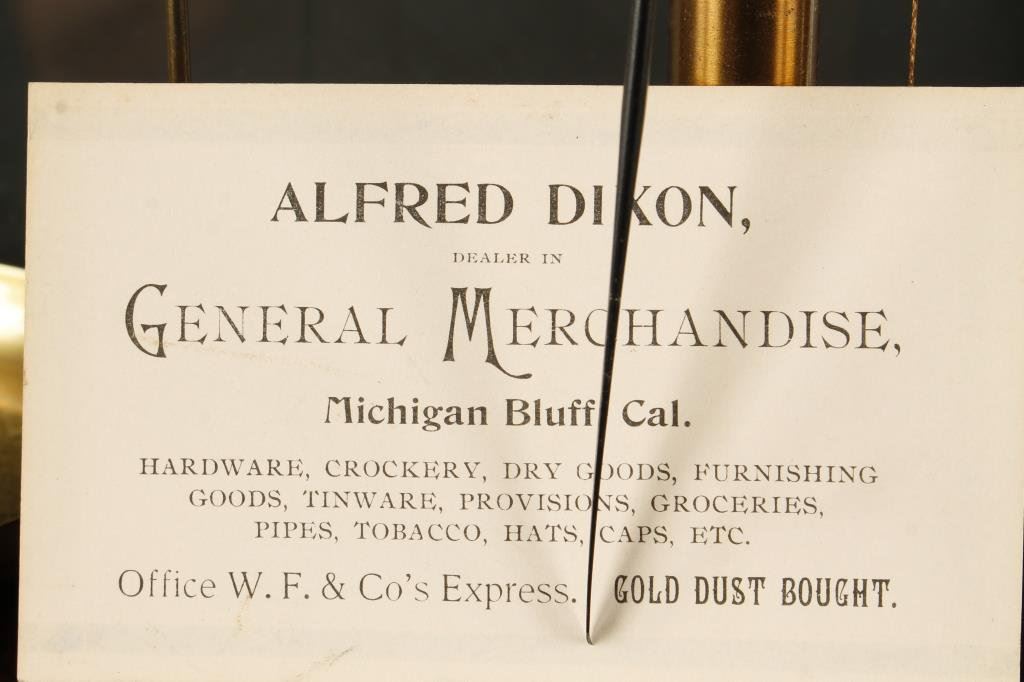 ALFRED DIXON,
DEALER IN
GENERAL MERCHANDISE,
Michigan Bluff, Cal.
HARDWARE, CROCKERY, DRY GOODS, FURNISHING
GOODS, TINWARE, PROVISIONS, GROCERIES,
PIPES, TOBACCO, HATS, CAPS, ETC.
Office W. F. & Co's Express. GOLD DUST BOUGHT.